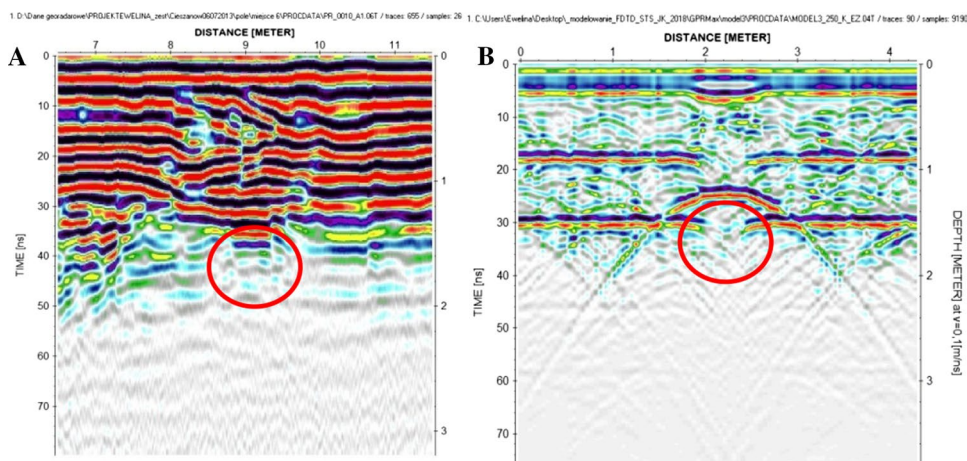 1. D:\Dane georadarowe\PROJEKTEWELINA_zest\Cieszanow06072013\pole\miejsce 6\PROCDATA\PR_0010_A1.06T / traces: 655 / samples: 26
1. C:\Users\Ewelina\Desktop\_modelowanie_FDTD_STS_JK_2018\GPRMax\model3\PROCDATA\MODEL3_250_K_EZ.04T / traces: 90 / samples: 9190
DISTANCE [METER]
7 8 9 10 11
A
0
10
20
30
40
50
60
70
TIME [ns]
0
1
2
3
DISTANCE [METER]
0 1 2 3 4
B
0
10
20
30
40
50
60
70
TIME [ns]
0
1
2
3
DEPTH [METER] at v=0,1[m/ns]